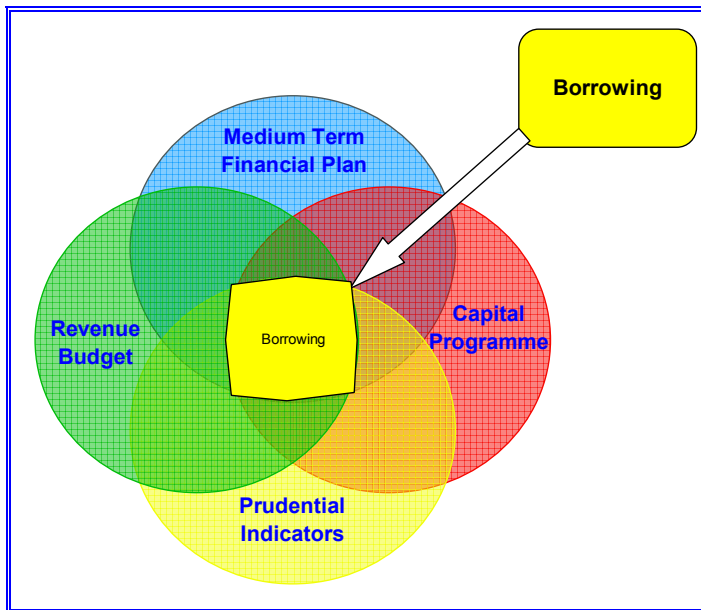 Borrowing
Medium Term
Financial Plan
Revenue
Budget
Borrowing
Capital
Programme
Prudential
Indicators